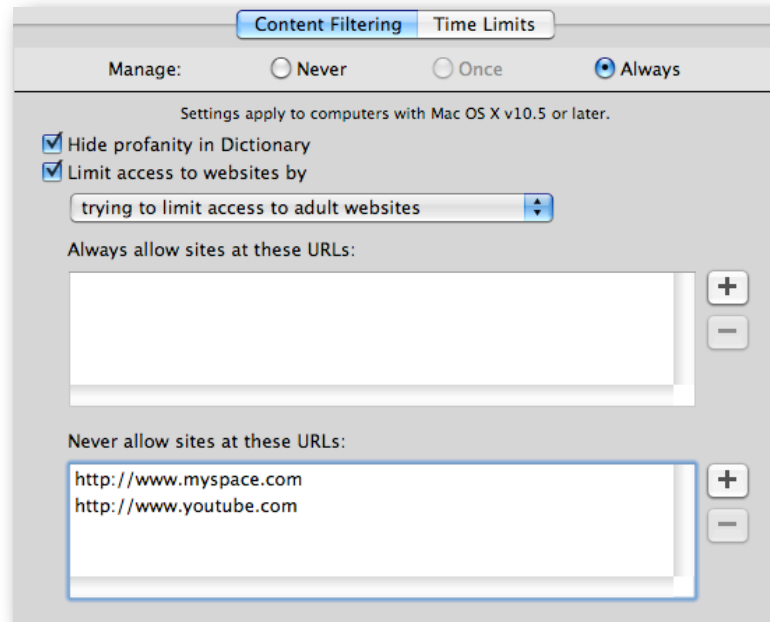 Content Filtering Time Limits
Manage: Never Once Always
Settings apply to computers with Mac OS X v10.5 or later.
Hide profanity in Dictionary
Limit access to websites by
trying to limit access to adult websites
Always allow sites at these URLs:
+
−
Never allow sites at these URLs:
http://www.myspace.com
+
http://www.youtube.com
−